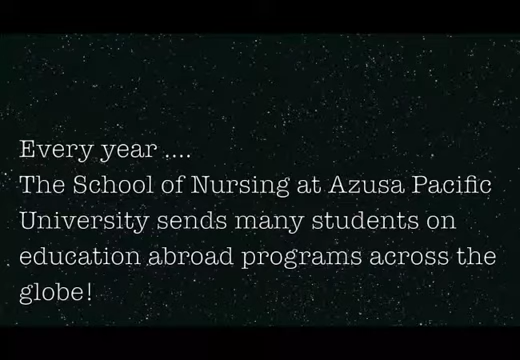 Every year ....
The School of Nursing at Azusa Pacific
University sends many students on
education abroad programs across the
globe!